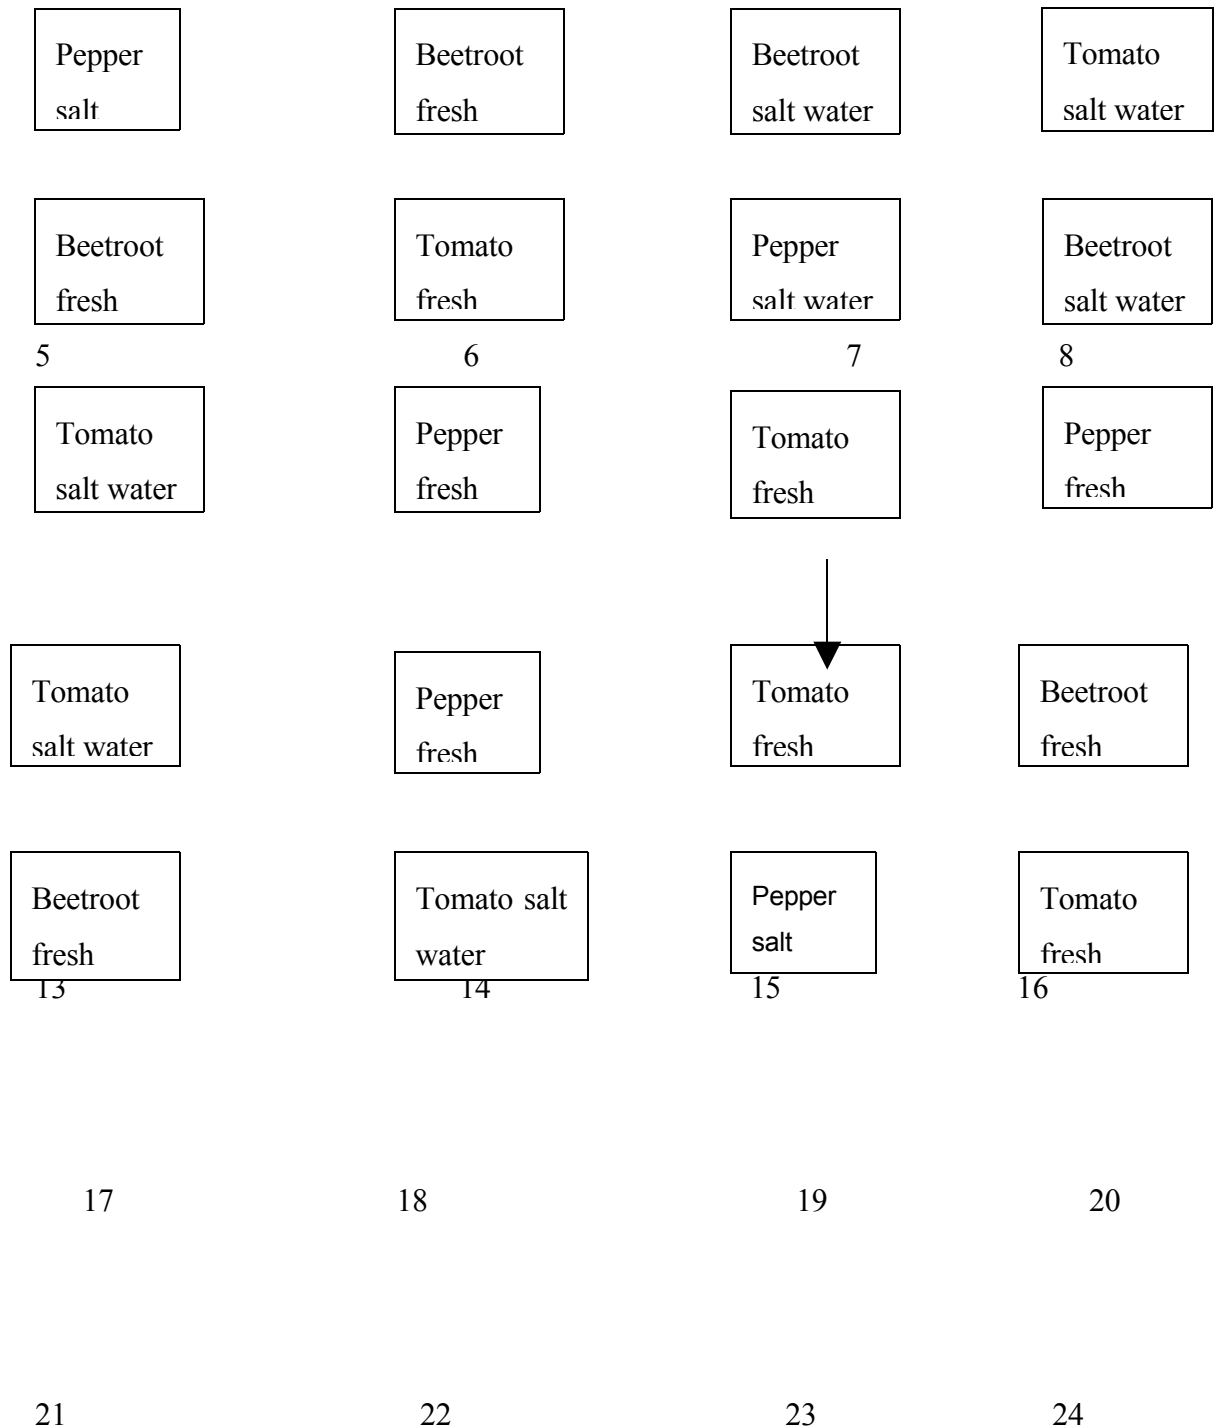 Pepper
salt
Beetroot
fresh
Beetroot
salt water
Tomato
salt water
Beetroot
fresh
Tomato
fresh
Pepper
salt water
Beetroot
salt water
5 6 7 8
Tomato
salt water
Pepper
fresh
Tomato
fresh
Pepper
fresh
Tomato
salt water
Pepper
fresh
Tomato
fresh
Beetroot
fresh
Beetroot
fresh
Tomato salt
water
Pepper
salt
Tomato
fresh
13 14 15 16
17 18 19 20
21 22 23 24